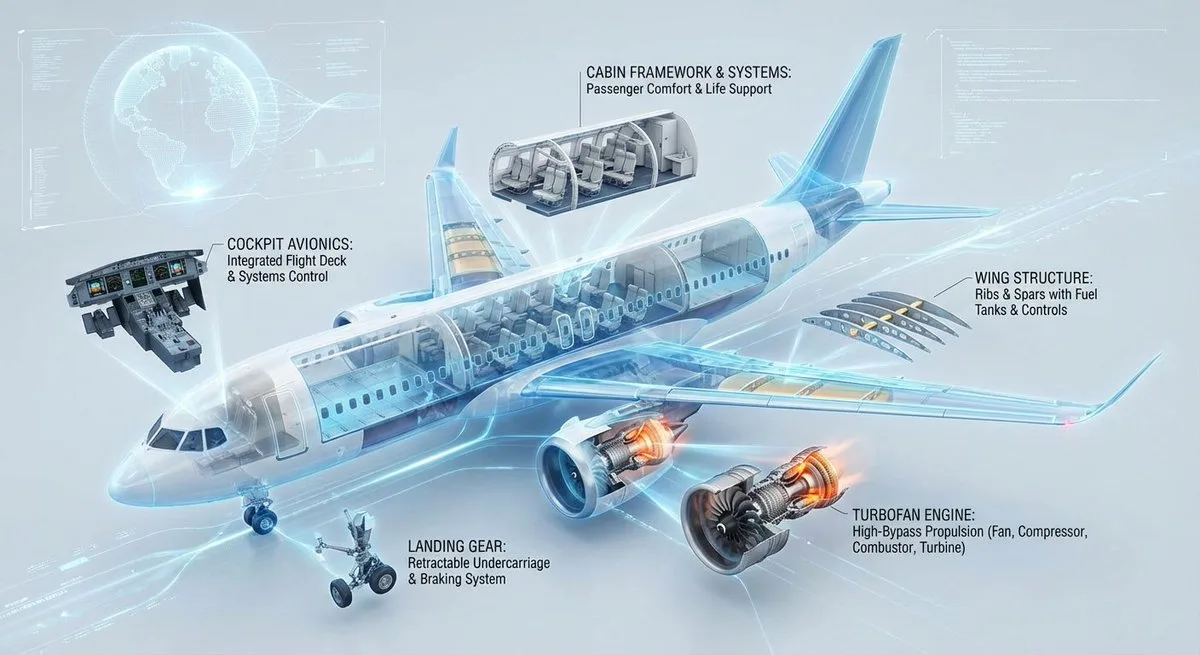 CABIN FRAMEWORK & SYSTEMS:
Passenger Comfort & Life Support
COCKPIT AVIONICS:
Integrated Flight Deck
& Systems Control
WING STRUCTURE:
Ribs & Spars with Fuel
Tanks & Controls
TURBOFAN ENGINE:
High-Bypass Propulsion (Fan, Compressor,
Combustor, Turbine)
LANDING GEAR:
Retractable Undercarriage
& Braking System